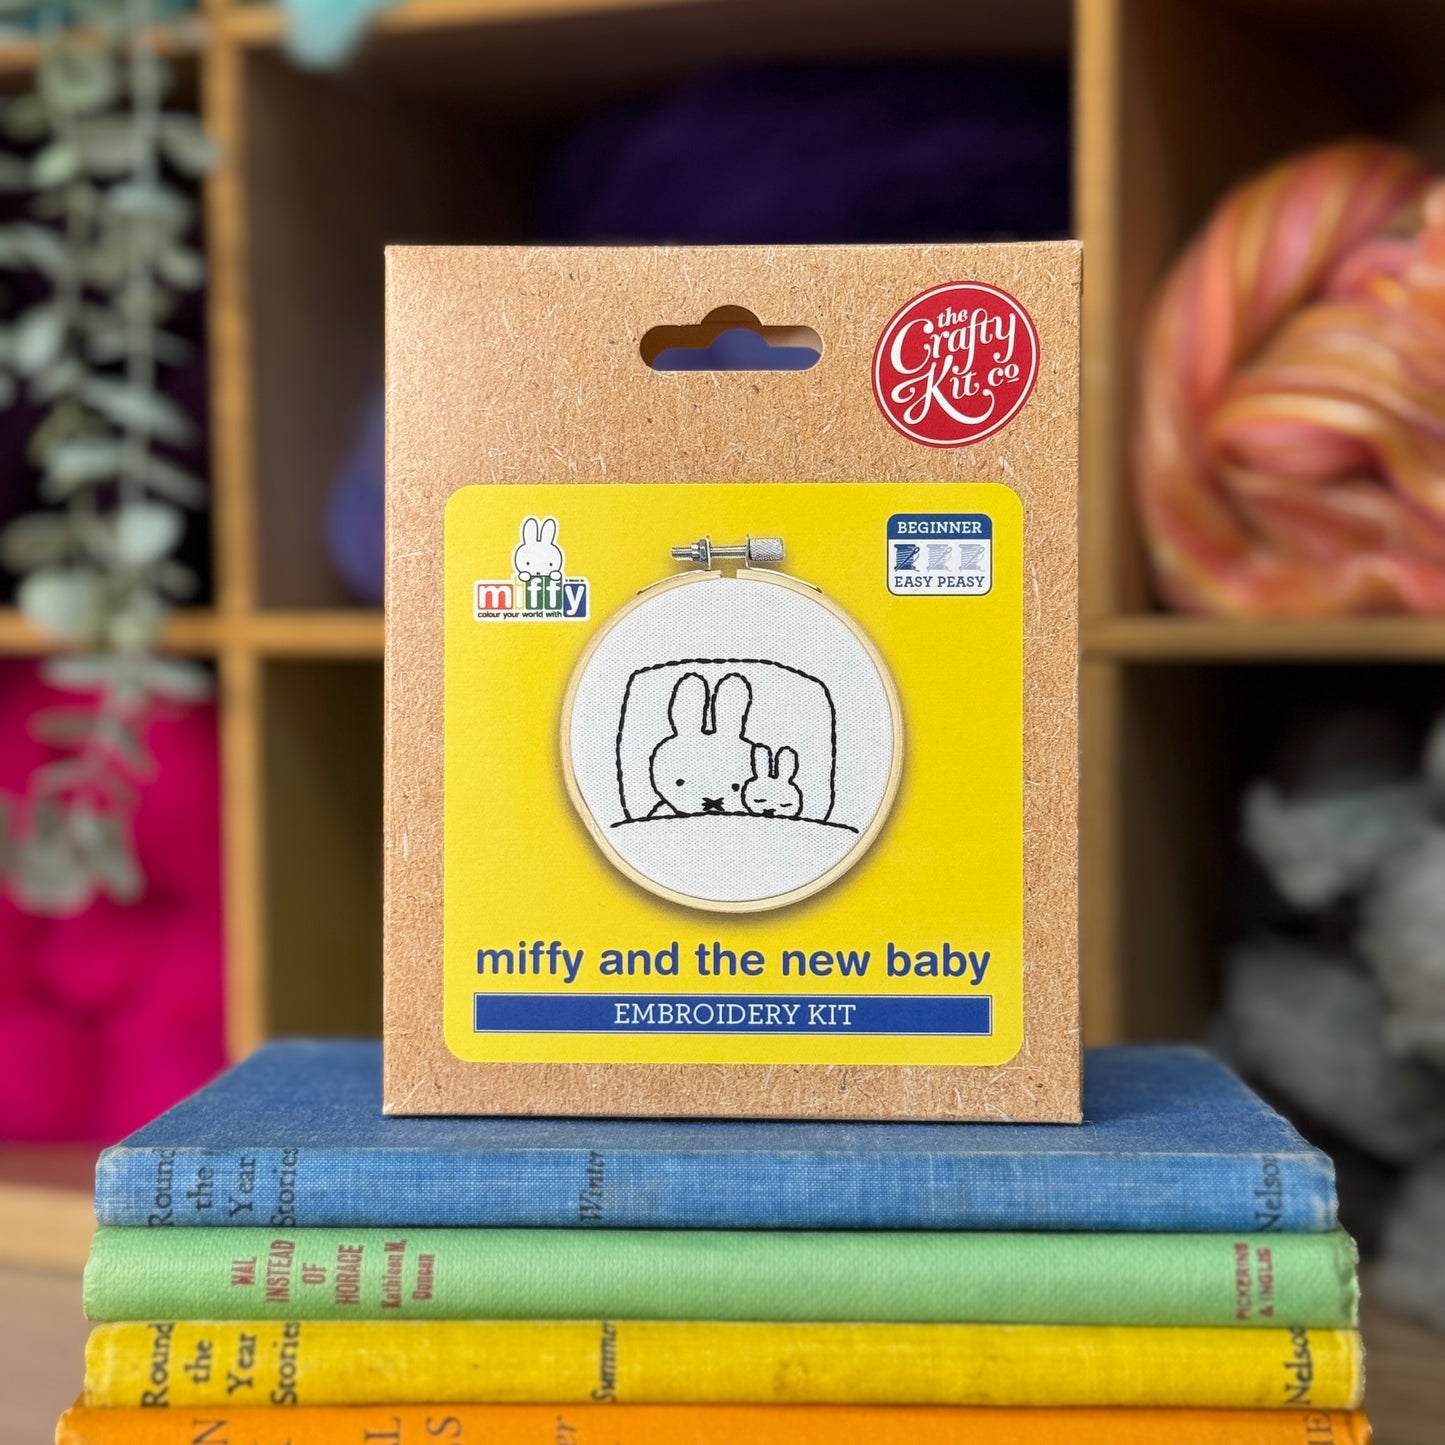 the
Crafty
Kit Co
BEGINNER
EASY PEASY
miffy
colour your world with
miffy and the new baby
EMBROIDERY KIT
Round
the
Year
Stories
Winter
Nelson
MAL
INSTEAD
OF
HORACE
Kathleen M.
Duncan
PICKERING
& INGLIS
Round
the
Year
Stories
Summer
Nelson